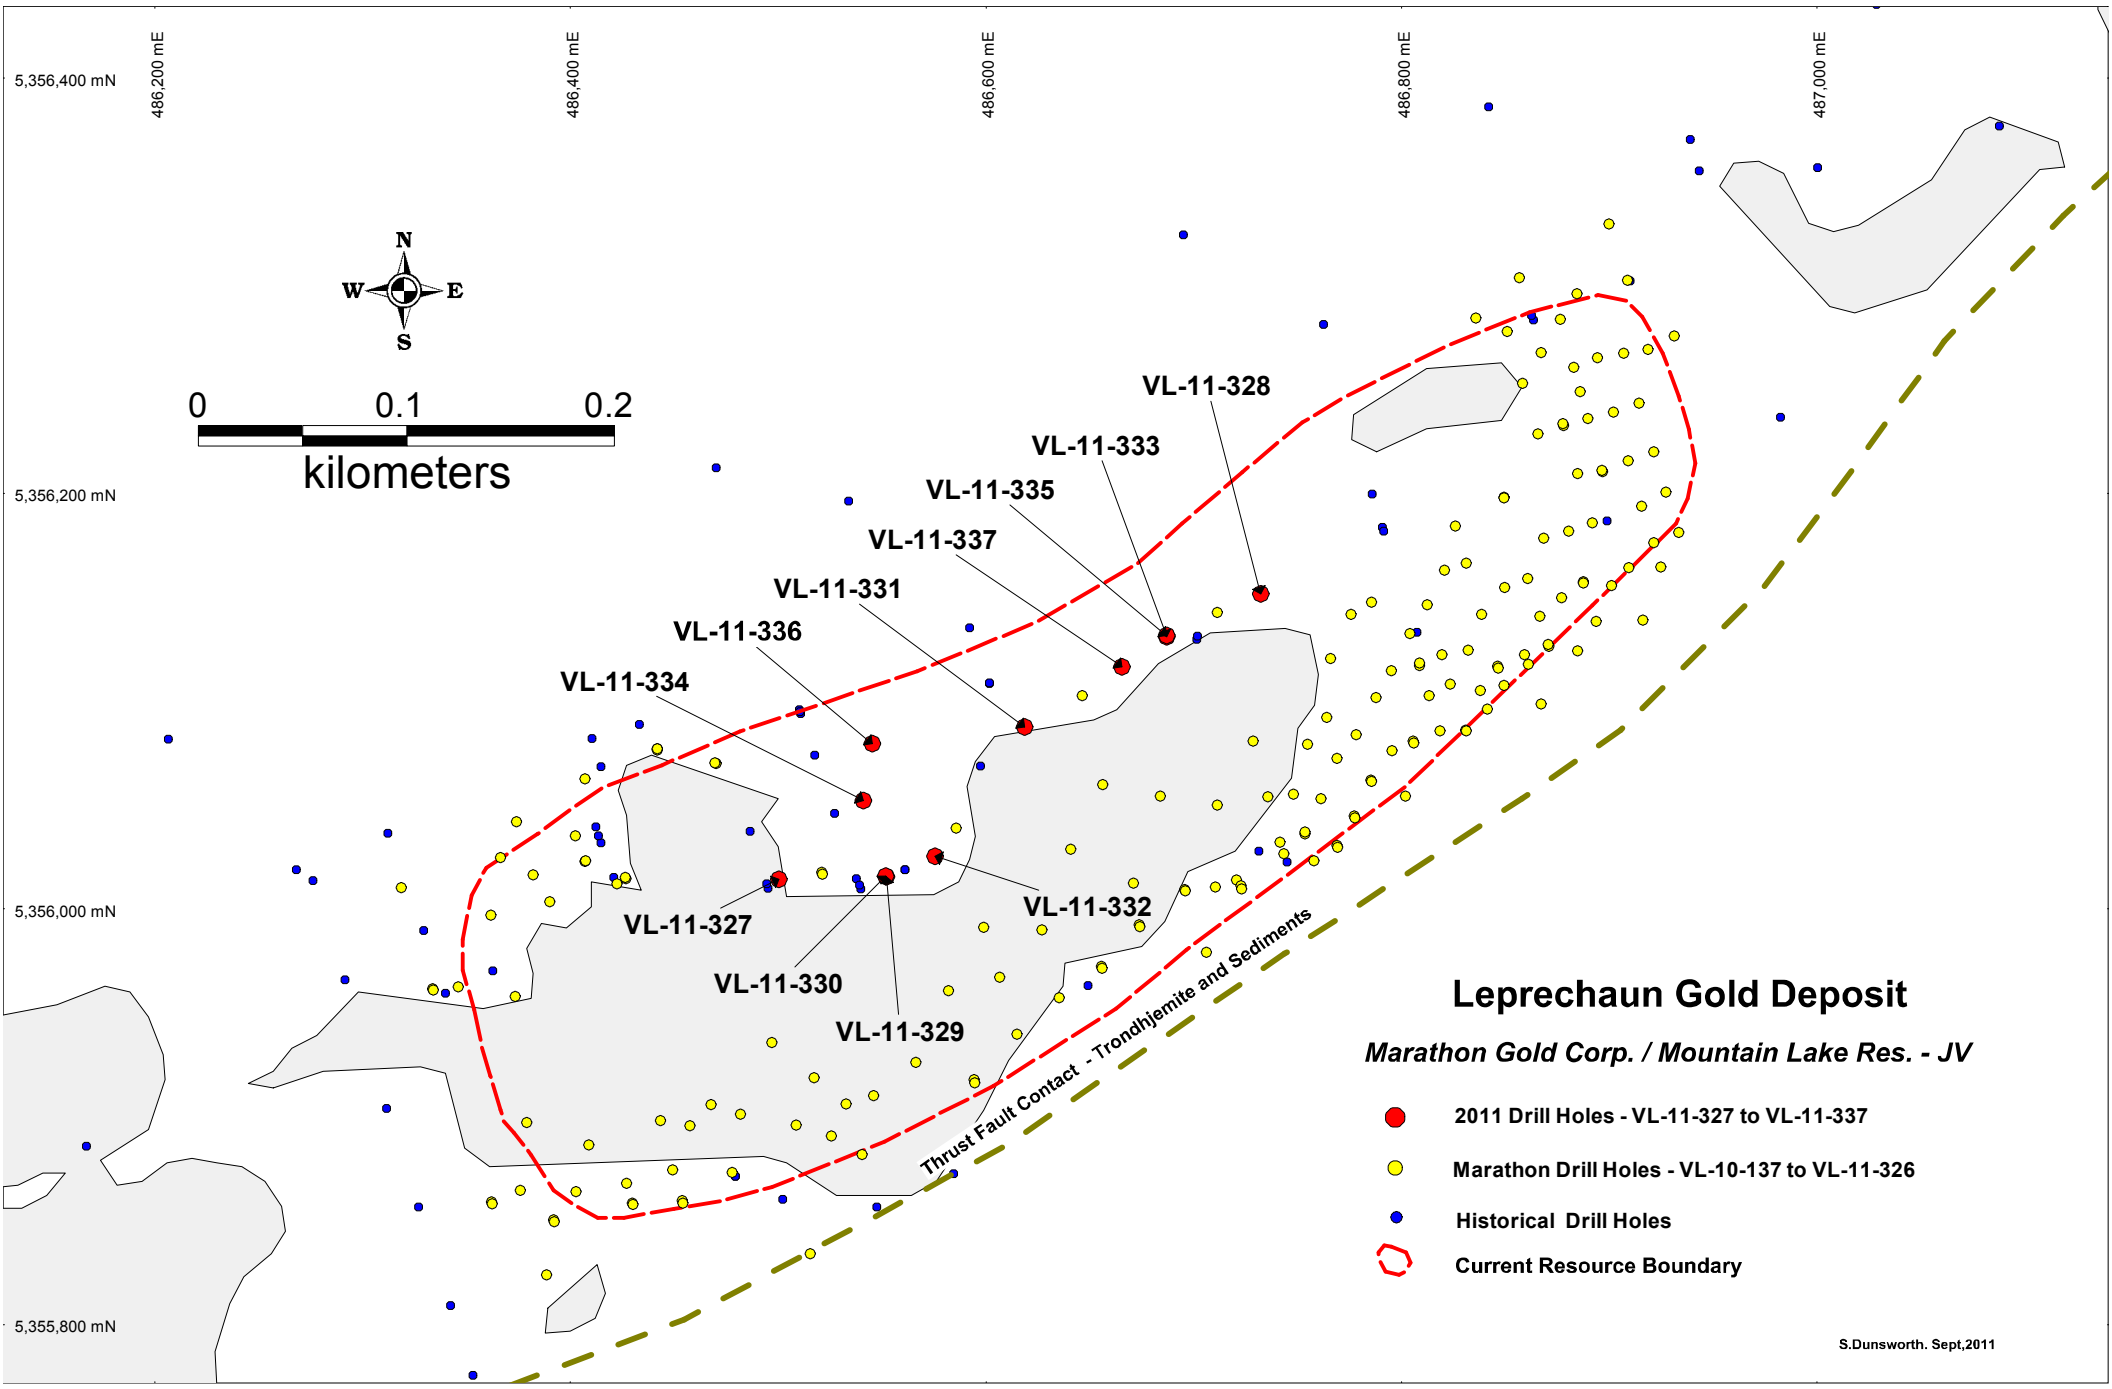 486,200 mE
486,400 mE
486,600 mE
486,800 mE
487,000 mE
5,356,400 mN
N
W E
S
0 0.1 0.2
kilometers
VL-11-328
VL-11-333
VL-11-335
5,356,200 mN
VL-11-337
VL-11-331
VL-11-336
VL-11-334
5,356,000 mN
VL-11-327
VL-11-332
VL-11-330
VL-11-329
Thrust Fault Contact - Trondhjemite and Sediments
Leprechaun Gold Deposit
Marathon Gold Corp. / Mountain Lake Res. - JV
2011 Drill Holes - VL-11-327 to VL-11-337
Marathon Drill Holes - VL-10-137 to VL-11-326
Historical Drill Holes
Current Resource Boundary
5,355,800 mN
S.Dunsworth. Sept,2011